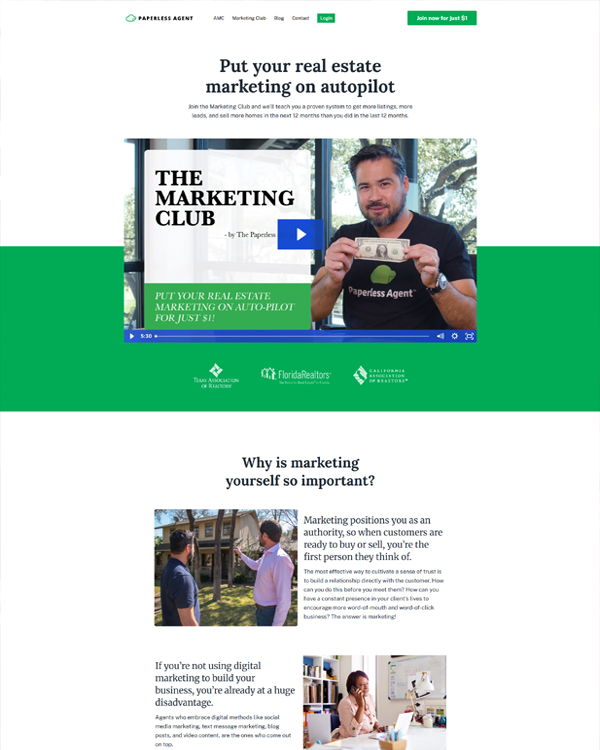 PAPERLESS AGENT AMC Marketing Club Blog Contact Login Join now for just $1
Put your real estate
marketing on autopilot
Join the Marketing Club and we'll teach you a proven system to get more listings, more
leads, and sell more homes in the next 12 months than you did in the last 12 months.
THE
MARKETING
CLUB
- by The Paperless
Paperless Agent
PUT YOUR REAL ESTATE
MARKETING ON AUTO-PILOT
FOR JUST $1!
5:30
TEXAS ASSOCIATION
OF REALTORS
FloridaRealtors
CALIFORNIA
ASSOCIATION
OF REALTORS®
Why is marketing
yourself so important?
Marketing positions you as an
authority, so when customers are
ready to buy or sell, you're the
first person they think of.
The most effective way to cultivate a sense of trust is
to build a relationship directly with the customer. How
can you do this before you meet them? How can you
have a constant presence in your client's lives to
encourage more word-of-mouth and word-of-click
business? The answer is marketing!
If you're not using digital
marketing to build your
business, you're already at a huge
disadvantage.
Agents who embrace digital methods like social
media marketing, text message marketing, blog
posts, and video content, are the ones who come out
on top.